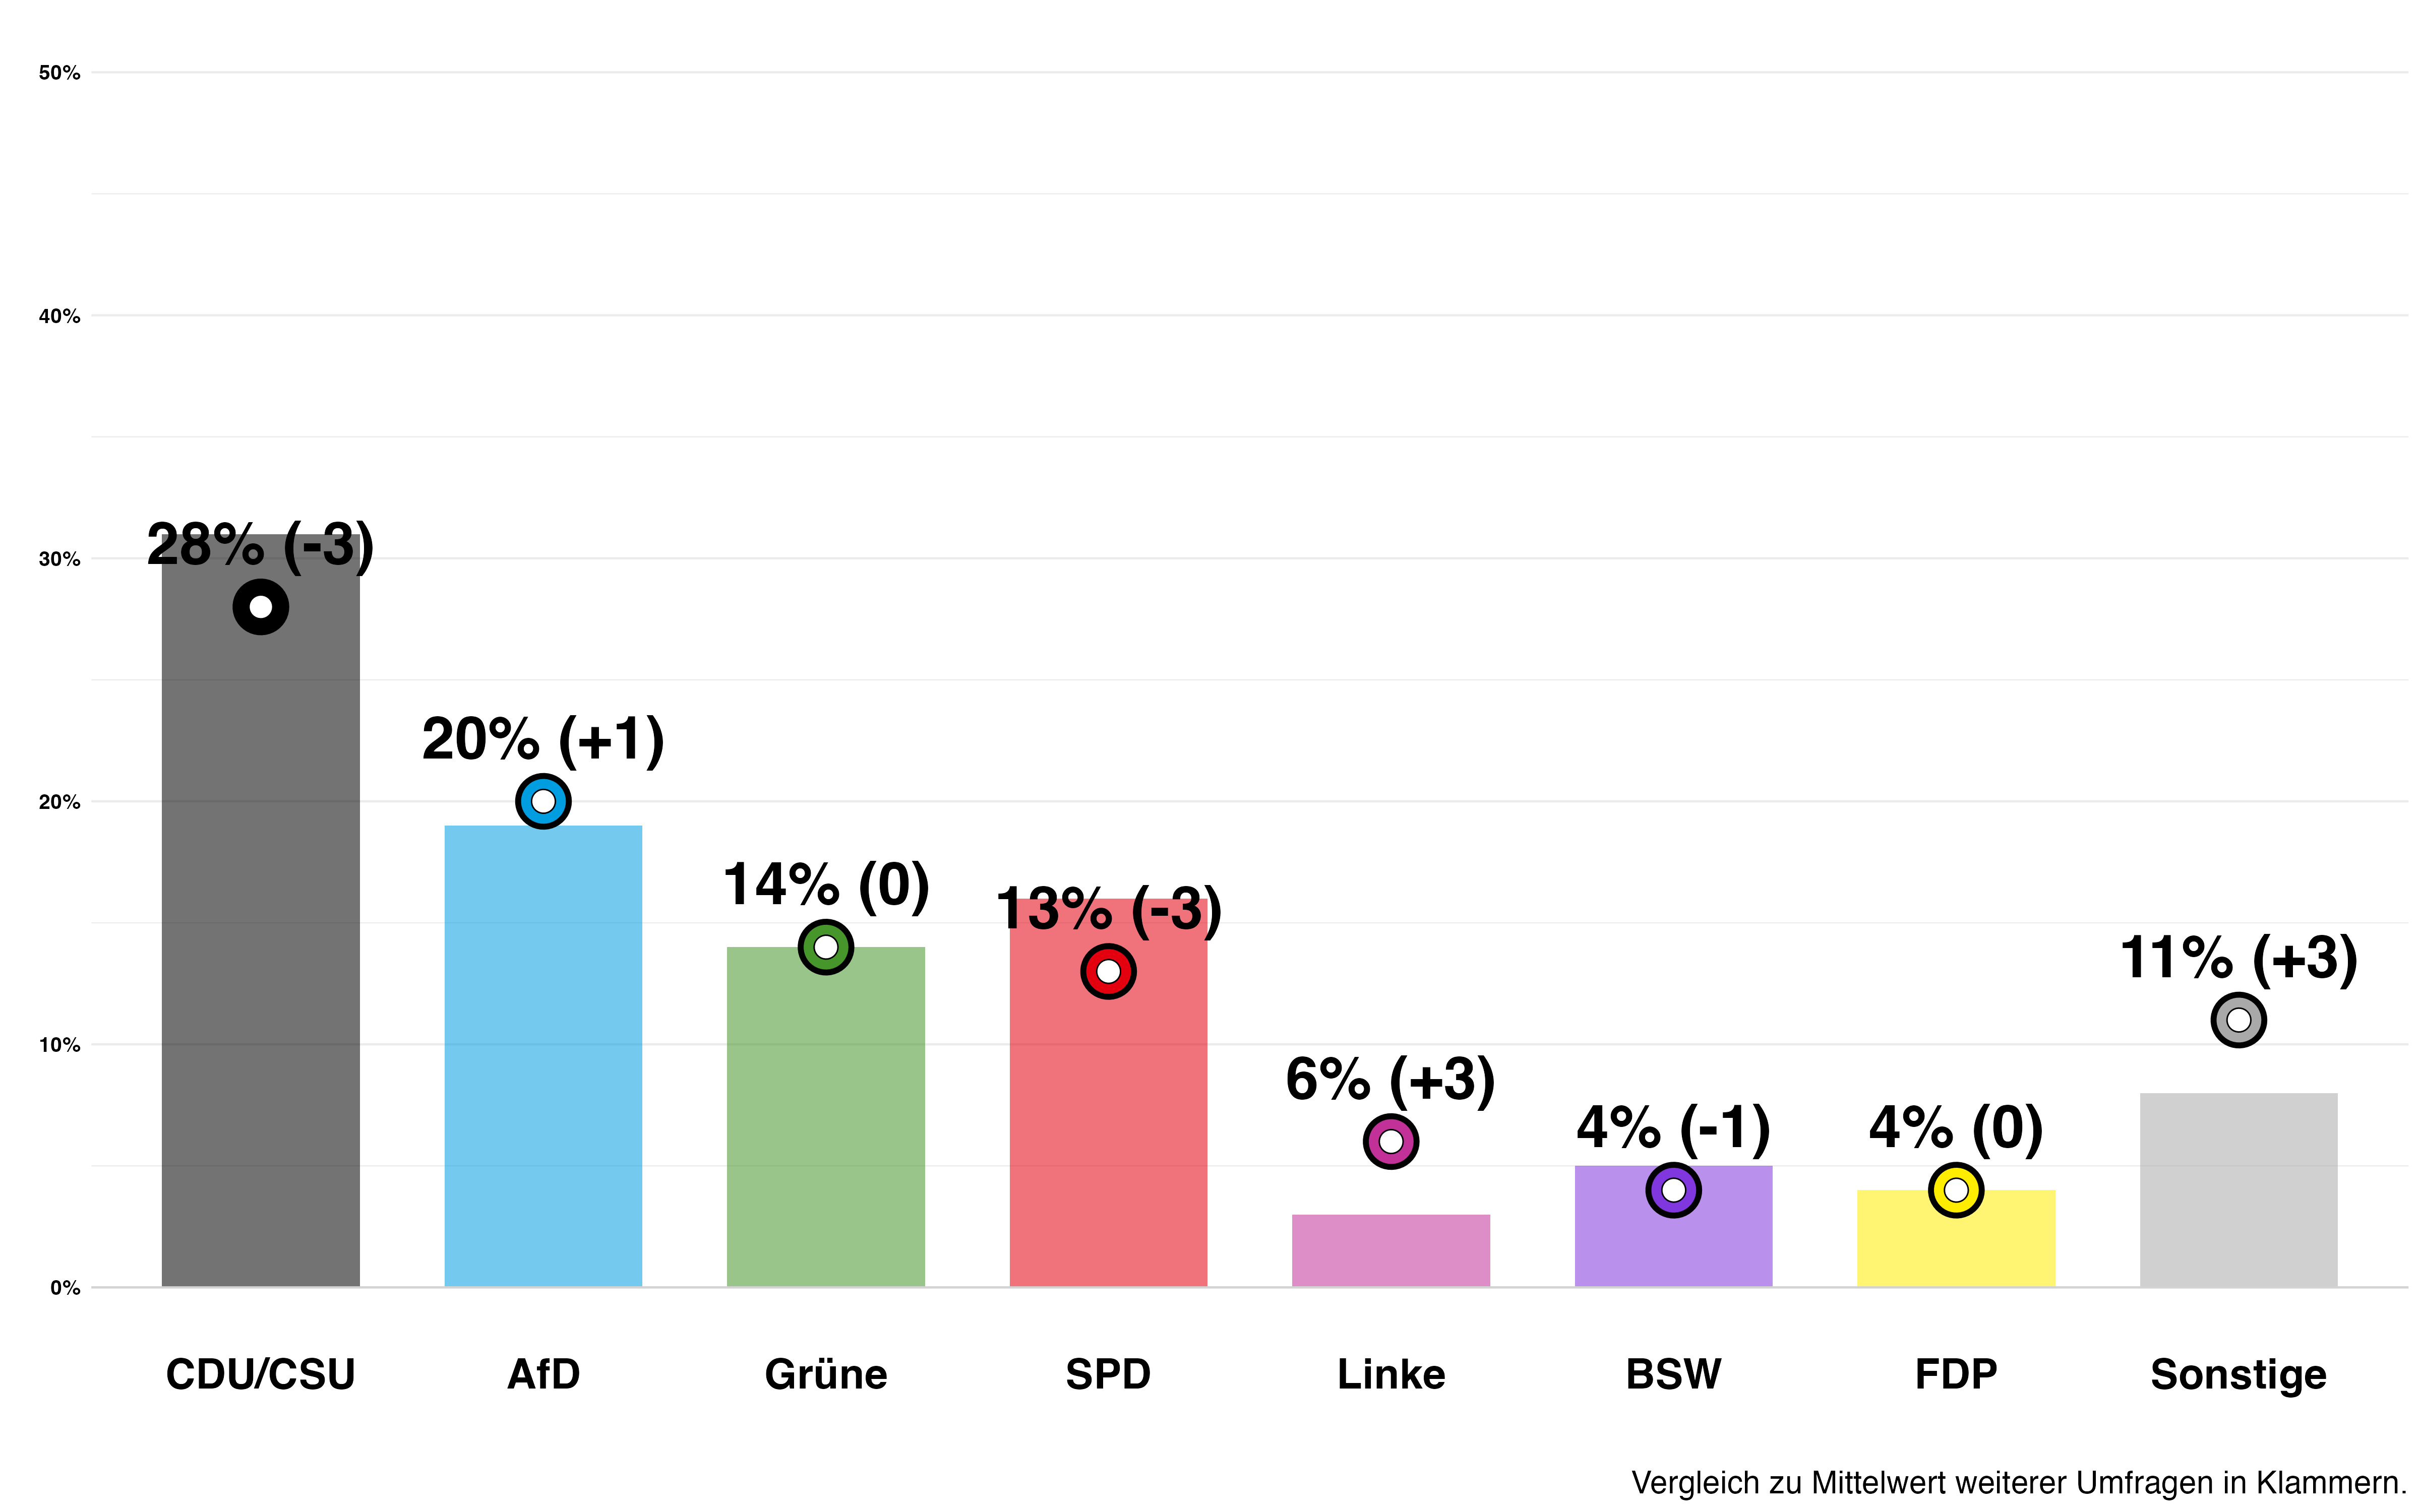 50%
40%
30%
20%
10%
0%
28% (-3)
20% (+1)
14% (0)
13% (-3)
6% (+3)
4% (-1)
4% (0)
11% (+3)
CDU/CSU
AfD
Grüne
SPD
Linke
BSW
FDP
Sonstige
Vergleich zu Mittelwert weiterer Umfragen in Klammern.